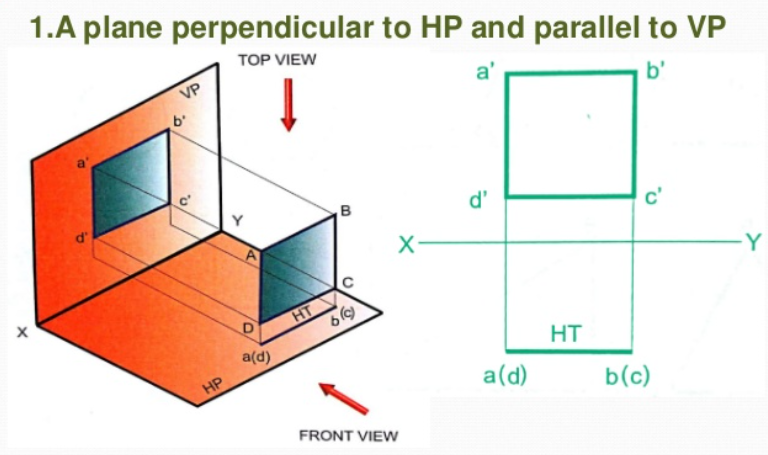 1.A plane perpendicular to HP and parallel to VP
TOP VIEW
VP
b'
a'
c'
d'
Y
B
A
C
D
HT
b(c)
a(d)
X
HP
FRONT VIEW
a'
b'
d'
c'
X
Y
HT
a(d)
b(c)